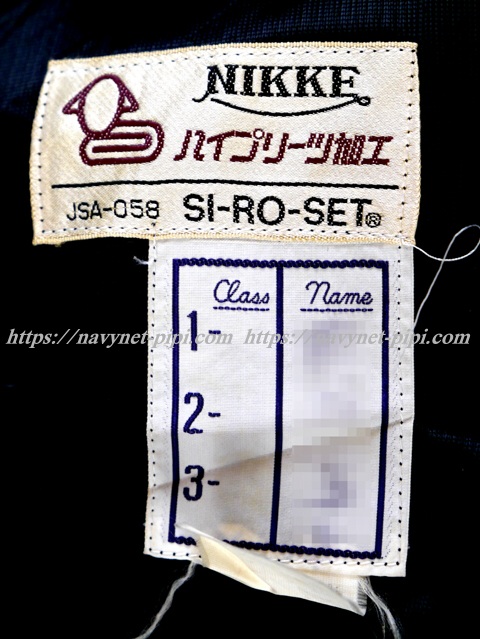 NIKKE
ハイプリーツ加工
JSA-058 SI-RO-SET®
Class Name
1-
https://navynet-pipi.com/ https://navynet-pipi.com/
2-
3-